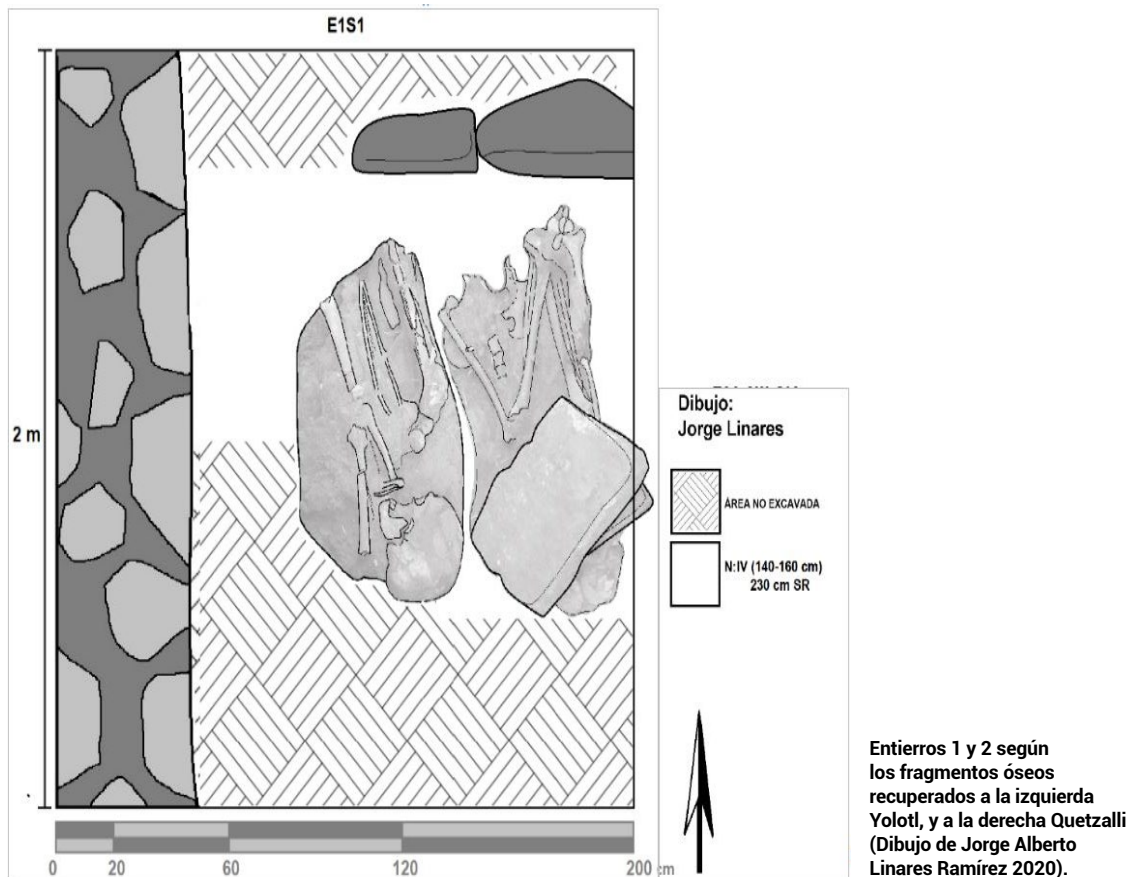 E1S1
2 m
Dibujo:
Jorge Linares
ÁREA NO EXCAVADA
N:IV (140-160 cm)
230 cm SR
0 20 60 120 200 cm
Entierros 1 y 2 según
los fragmentos óseos
recuperados a la izquierda
Yolotl, y a la derecha Quetzalli
(Dibujo de Jorge Alberto
Linares Ramírez 2020).